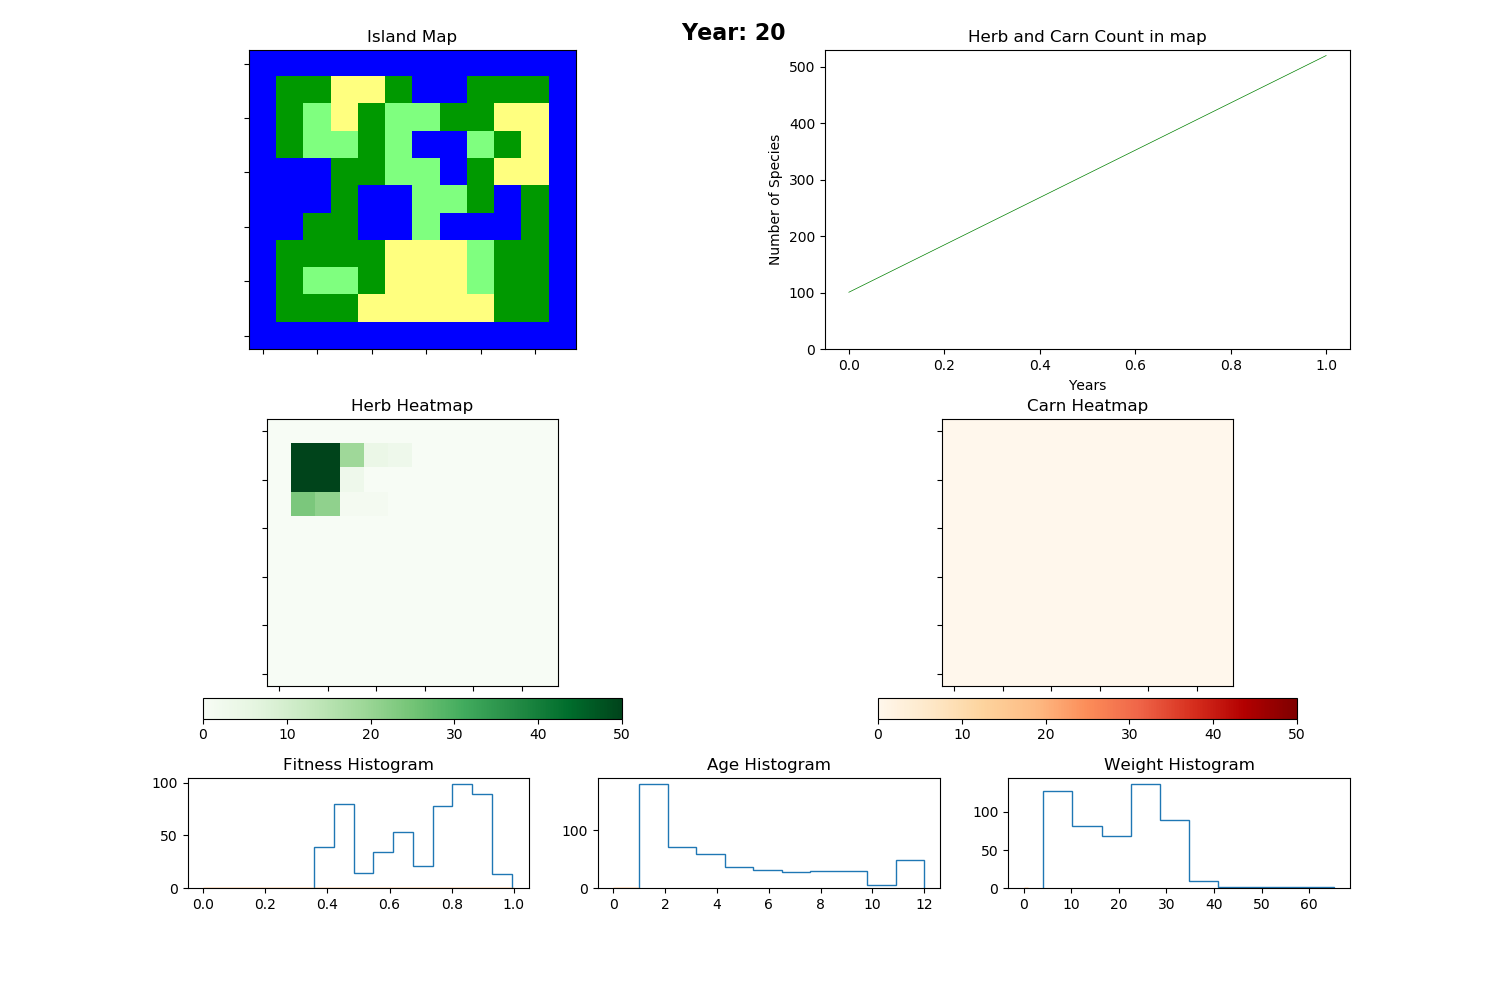 Year: 20
Island Map
Herb and Carn Count in map
Number of Species
500
400
300
200
100
0
0.0 0.2 0.4 0.6 0.8 1.0
Years
Herb Heatmap
Carn Heatmap
0 10 20 30 40 50
0 10 20 30 40 50
Fitness Histogram
100
50
0
0.0 0.2 0.4 0.6 0.8 1.0
Age Histogram
100
0
0 2 4 6 8 10 12
Weight Histogram
100
50
0
0 10 20 30 40 50 60